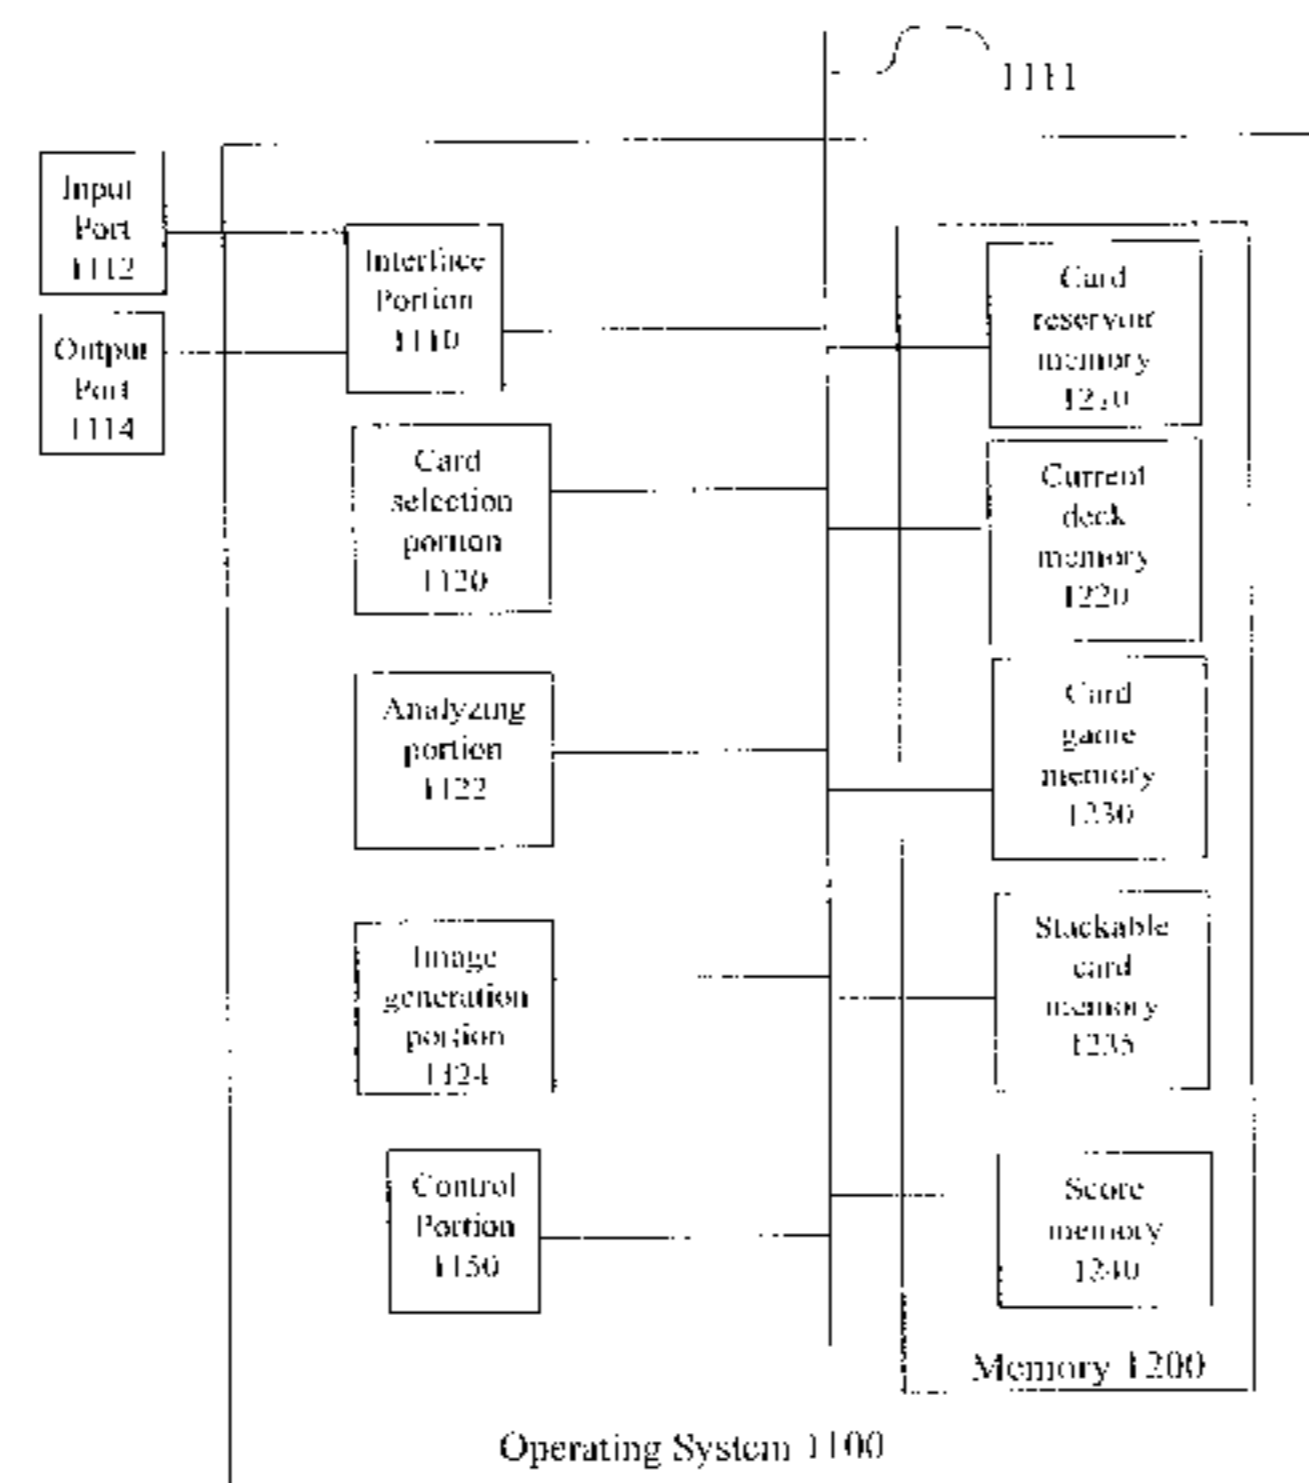 1111
Input
Port
1112
Output
Port
1114
Interface
Portion
1110
Card
selection
portion
1120
Analyzing
portion
1122
Image
generation
portion
1124
Control
Portion
1150
Card
reservoir
memory
1210
Current
deck
memory
1220
Card
game
memory
1230
Stackable
card
memory
1235
Score
memory
1240
Memory 1200
Operating System 1100